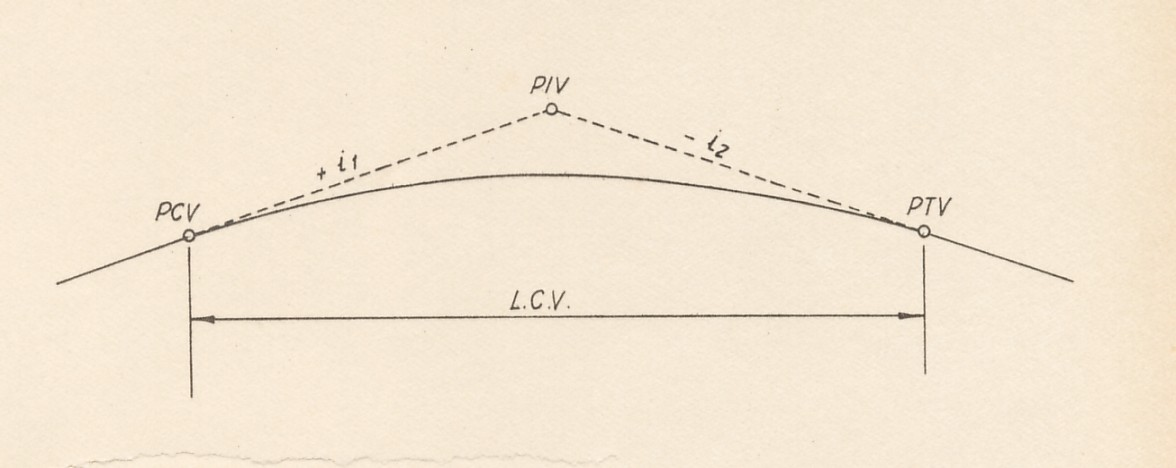 PIV
+ i1
- i2
PCV
PTV
L.C.V.